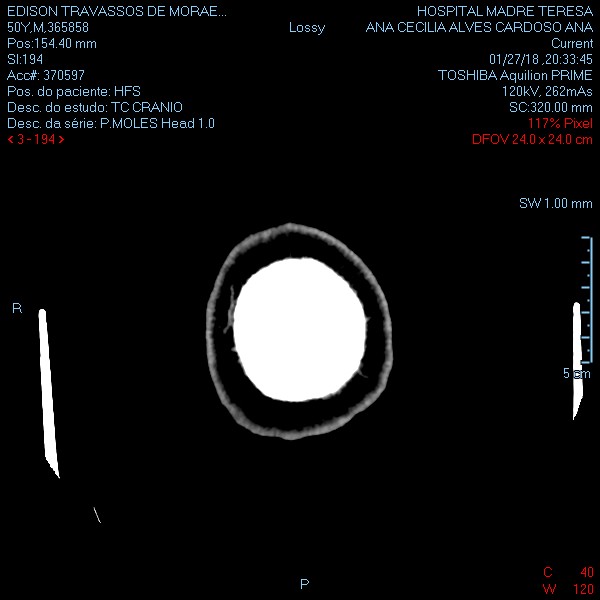 EDISON TRAVASSOS DE MORAE...
50Y,M,365858
Pos:154.40 mm
SI:194
Acc#: 370597
Pos. do paciente: HFS
Desc. do estudo: TC CRANIO
Desc. da série: P.MOLES Head 1.0
< 3 - 194 >
Lossy
HOSPITAL MADRE TERESA
ANA CECILIA ALVES CARDOSO ANA
Current
01/27/18 ,20:33:45
TOSHIBA Aquilion PRIME
120kV, 262mAs
SC:320.00 mm
117% Pixel
DFOV 24.0 x 24.0 cm
SW 1.00 mm
R
5 cm
P
C 40
W 120